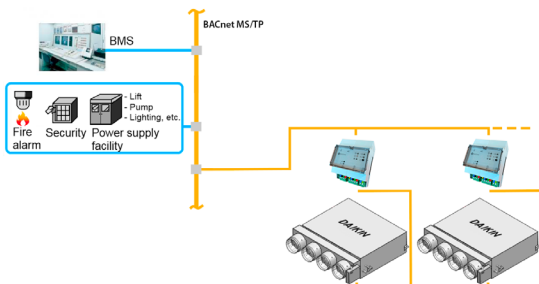 BACnet MS/TP
BMS
- Lift
- Pump
- Lighting, etc.
Fire
alarm
Security
Power supply
facility
DAIKIN
DAIKIN